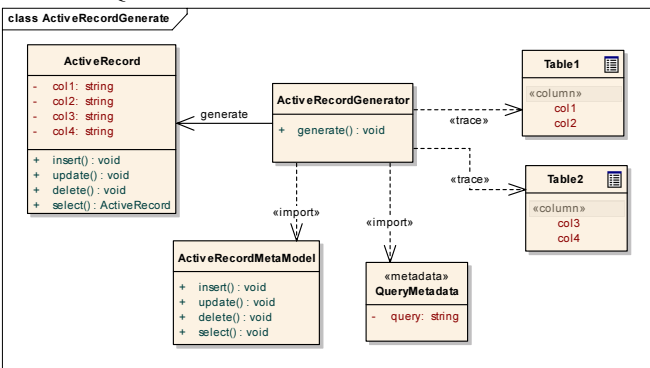 class ActiveRecordGenerate
ActiveRecord
- col1: string
- col2: string
- col3: string
- col4: string
+ insert() : void
+ update() : void
+ delete() : void
+ select() : ActiveRecord
generate
ActiveRecordGenerator
+ generate() : void
«trace»
«trace»
Table1
«column»
col1
col2
Table2
«column»
col3
col4
«import»
«import»
ActiveRecordMetaModel
+ insert() : void
+ update() : void
+ delete() : void
+ select() : void
«metadata»
QueryMetadata
- query: string